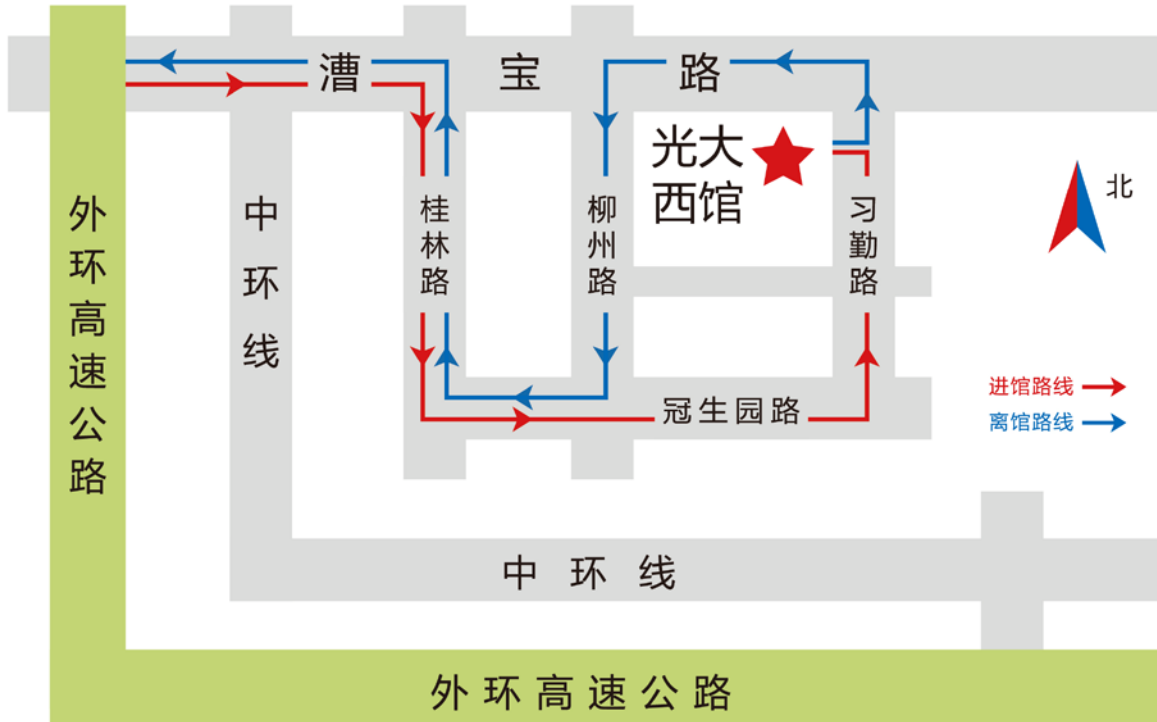 漕宝路
光大
西馆
北
外环高速公路
中环线
桂林路
柳州路
习勤路
进馆路线
冠生园路
离馆路线
中环线
外环高速公路